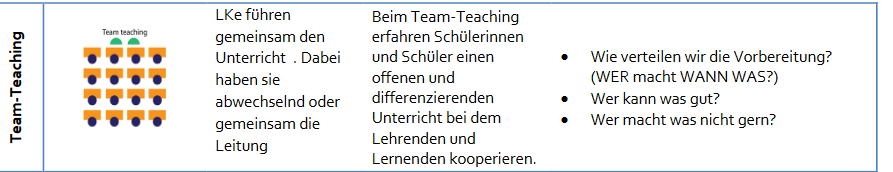 Team-Teaching
Team teaching
LKe führen
gemeinsam den
Unterricht . Dabei
haben sie
abwechselnd oder
gemeinsam die
Leitung
Beim Team-Teaching
erfahren Schülerinnen
und Schüler einen
offenen und
differenzierenden
Unterricht bei dem
Lehrenden und
Lernenden kooperieren.
• Wie verteilen wir die Vorbereitung?
(WER macht WANN WAS?)
• Wer kann was gut?
• Wer macht was nicht gern?